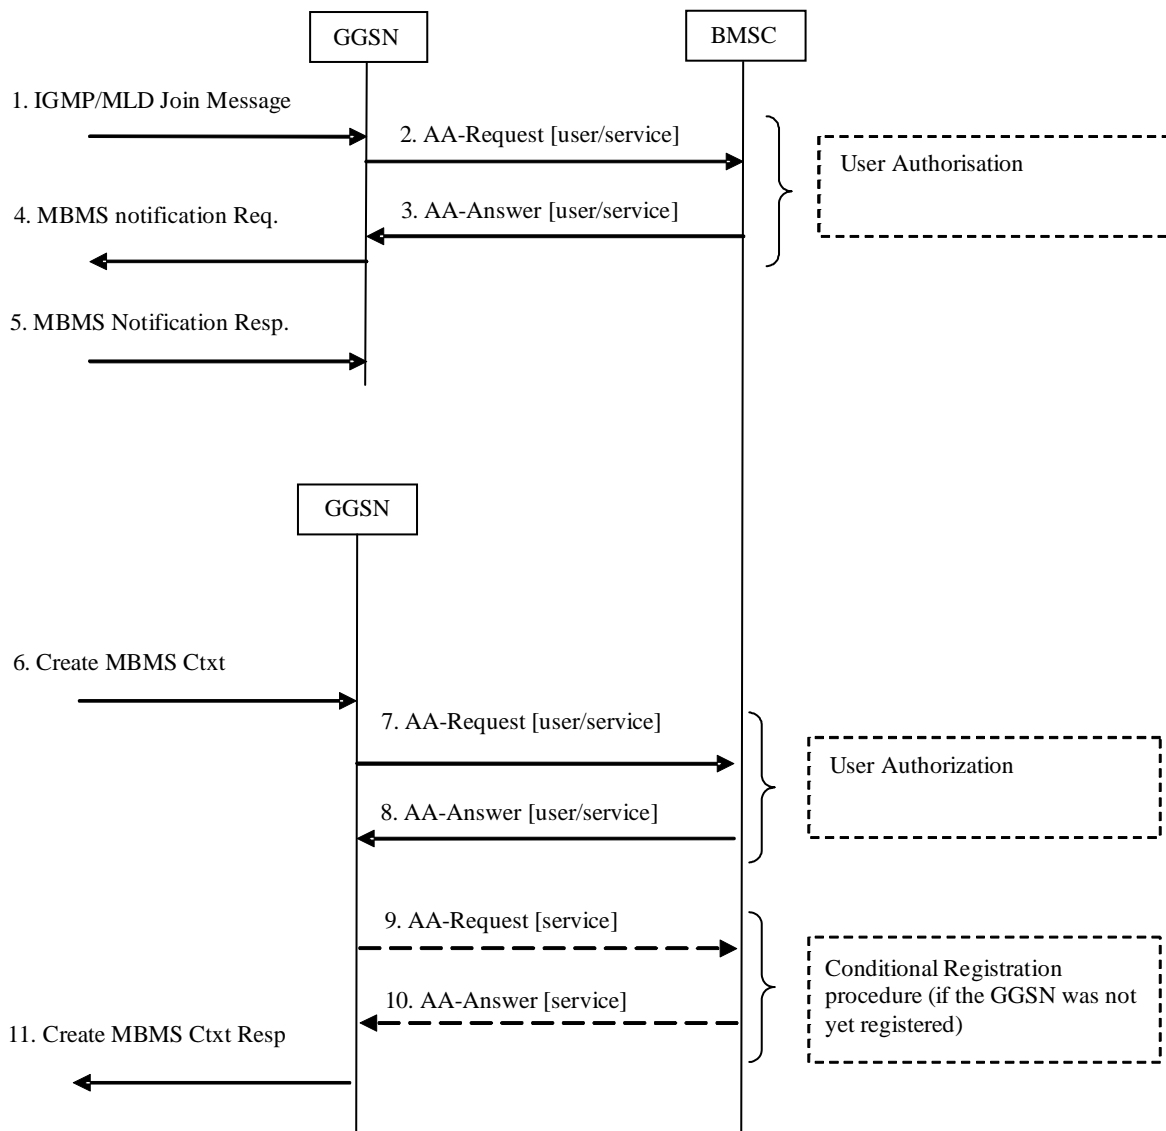 GGSN
BMSC
1. IGMP/MLD Join Message
2. AA-Request [user/service]
User Authorisation
3. AA-Answer [user/service]
4. MBMS notification Req.
5. MBMS Notification Resp.
GGSN
6. Create MBMS Ctxt
7. AA-Request [user/service]
User Authorization
8. AA-Answer [user/service]
9. AA-Request [service]
Conditional Registration
procedure (if the GGSN was not
yet registered)
10. AA-Answer [service]
11. Create MBMS Ctxt Resp